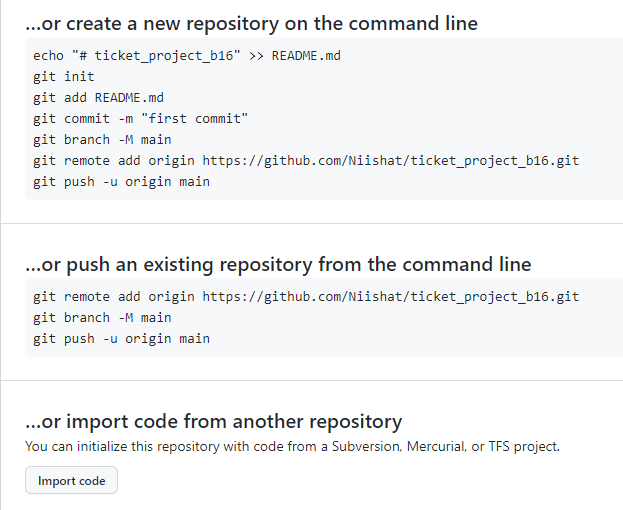 ...or create a new repository on the command line
echo "# ticket_project_b16" >> README.md
git init
git add README.md
git commit -m "first commit"
git branch -M main
git remote add origin https://github.com/Niishat/ticket_project_b16.git
git push -u origin main
...or push an existing repository from the command line
git remote add origin https://github.com/Niishat/ticket_project_b16.git
git branch -M main
git push -u origin main
...or import code from another repository
You can initialize this repository with code from a Subversion, Mercurial, or TFS project.
Import code